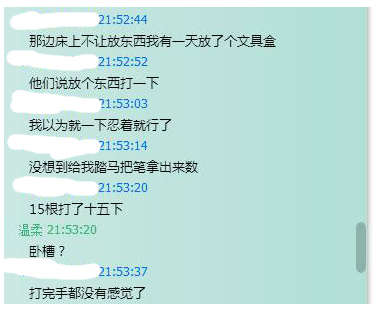 21:52:44
那边床上不让放东西我有一天放了个文具盒
21:52:52
他们说放个东西打一下
21:53:03
我以为就一下忍着就行了
21:53:14
没想到给我踏马把笔拿出来数
21:53:20
15根打了十五下
温柔 21:53:20
卧槽？
21:53:37
打完手都没有感觉了